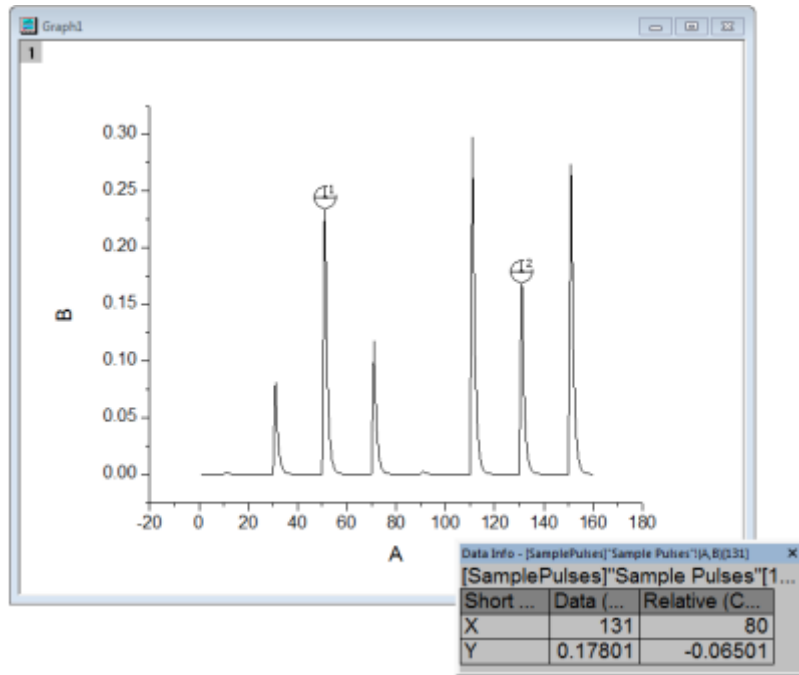 Graph1
1
0.30
0.25
0.20
0.15
0.10
0.05
0.00
B
1
2
-20 0 20 40 60 80 100 120 140 160 180
A
Data Info - [SamplePulses]"Sample Pulses"!(A,B)[131]
[SamplePulses]"Sample Pulses"[1...
Short ... Data (... Relative (C...
X 131 80
Y 0.17801 -0.06501